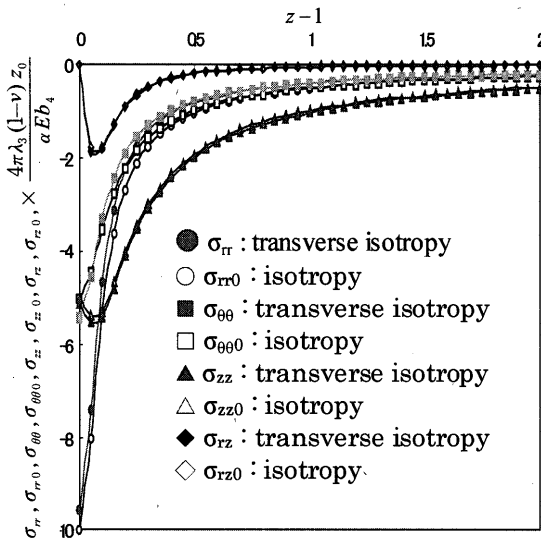 z−1
0 0.5 1 1.5 2
0
-2
-4
-6
-8
-10
σrr, σrr0, σθθ, σθθ0, σzz, σzz0, σrz, σrz0, × 4πλ3(1−ν)z0 / αEb4
σrr : transverse isotropy
σrr0 : isotropy
σθθ : transverse isotropy
σθθ0 : isotropy
σzz : transverse isotropy
σzz0 : isotropy
σrz : transverse isotropy
σrz0 : isotropy